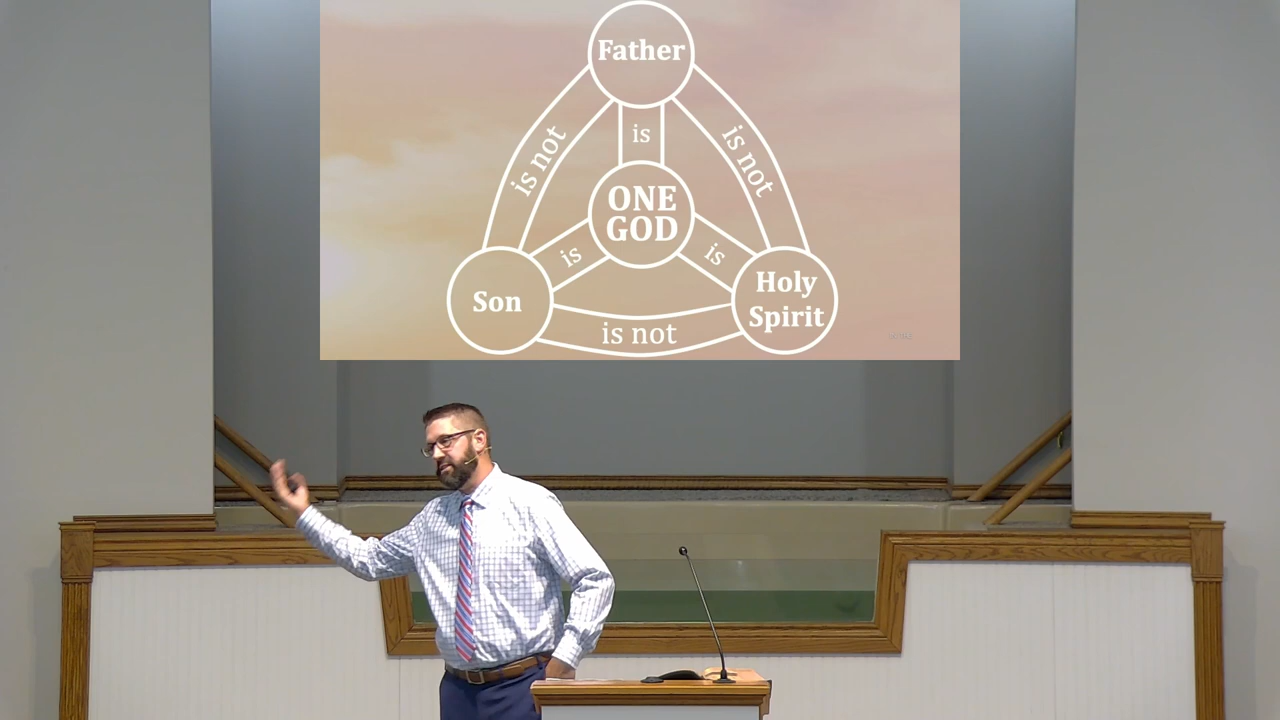 Father
is not
is
is not
ONE
GOD
is
is
Son
Holy
Spirit
is not